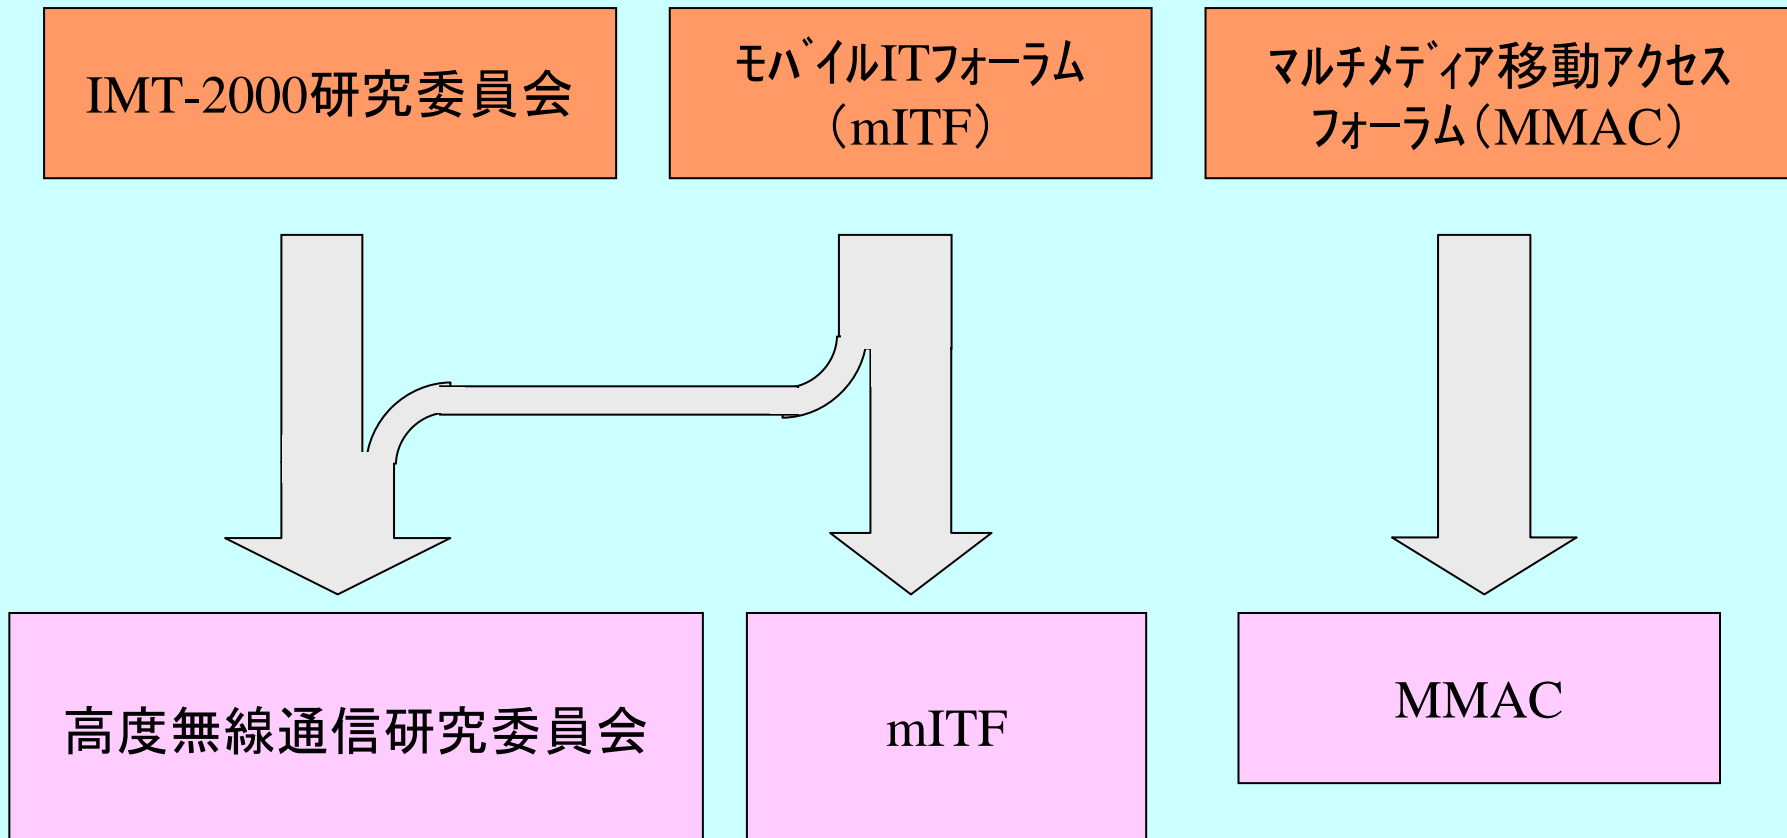 IMT-2000研究委員会
モバイルITフォーラム
（mITF）
マルチメディア移動アクセス
フォーラム（MMAC）
高度無線通信研究委員会
mITF
MMAC